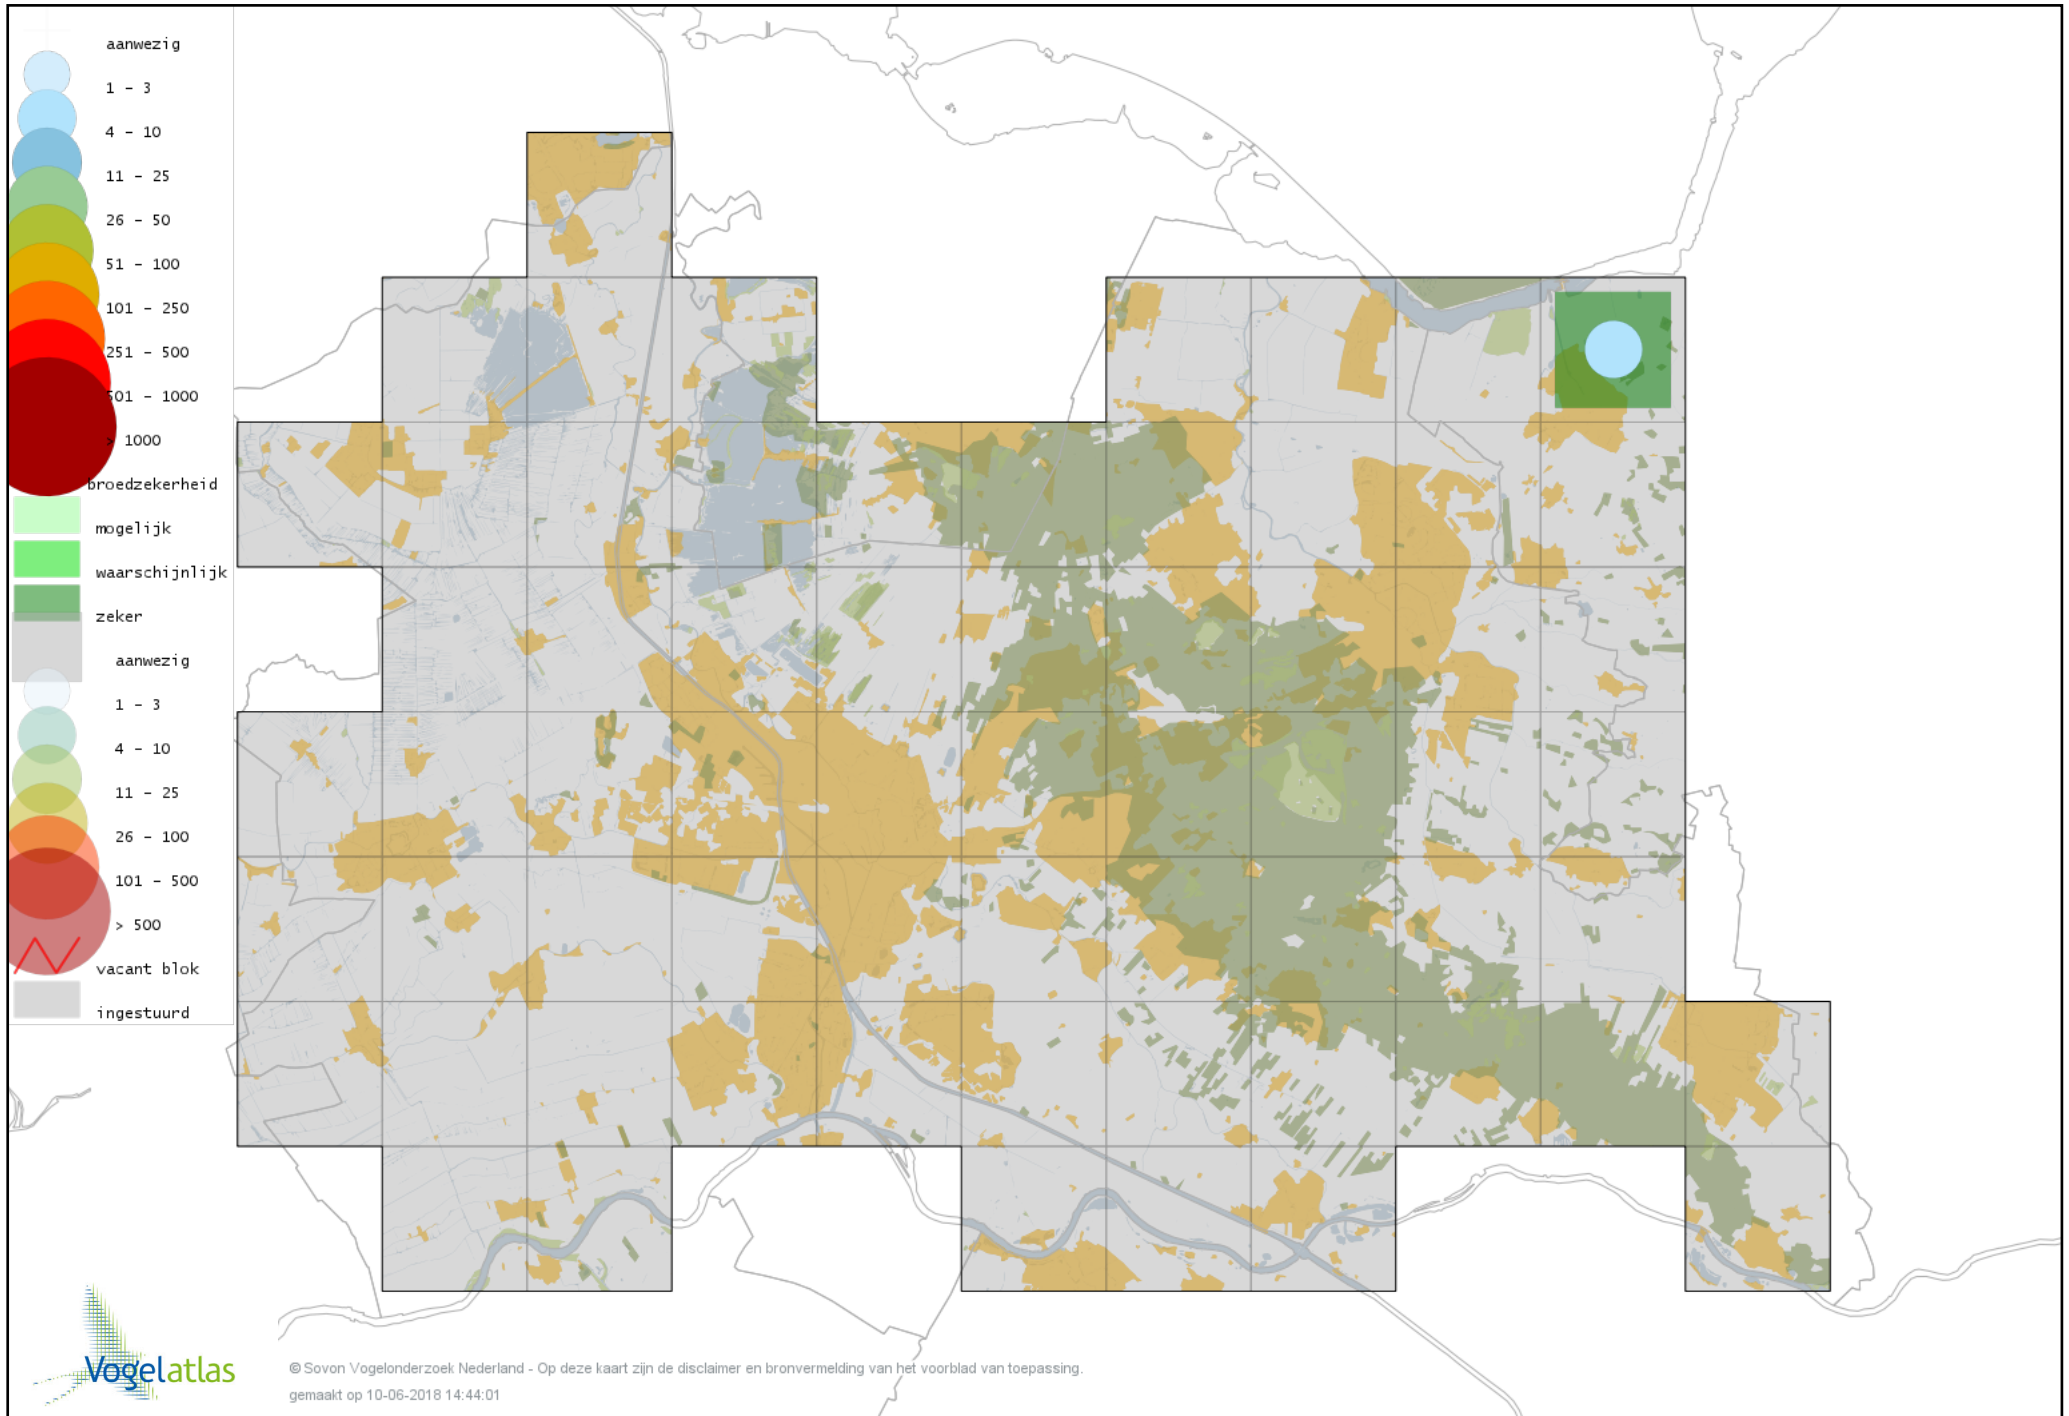 aanwezig
1 - 3
4 - 10
11 - 25
26 - 50
51 - 100
101 - 250
251 - 500
501 - 1000
> 1000
broedzekerheid
mogelijk
waarschijnlijk
zeker
aanwezig
1 - 3
4 - 10
11 - 25
26 - 100
101 - 500
> 500
vacant blok
ingestuurd
Vogelatlas
© Sovon Vogelonderzoek Nederland - Op deze kaart zijn de disclaimer en bronvermelding van het voorblad van toepassing.
gemaakt op 10-06-2018 14:44:01